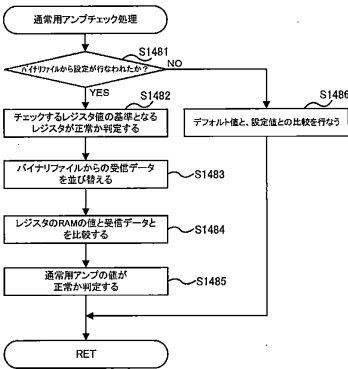 通常用アンプチェック処理
S1481
バイナリファイルから設定が行なわれたか?
NO
YES
S1482
S1486
チェックするレジスタ値の基準となる
レジスタが正常か判定する
デフォルト値と、設定値との比較を行なう
バイナリファイルからの受信データ
を並び替える
S1483
レジスタのRAMの値と受信データと
を比較する
S1484
通常用アンプの値が
正常か判定する
S1485
RET